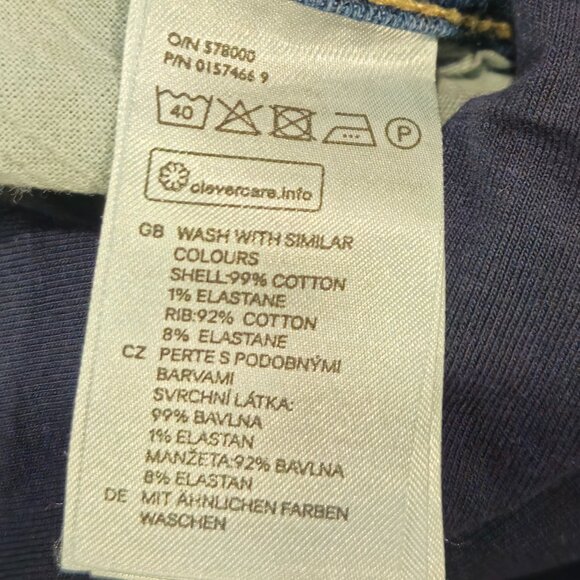 O/N 578000
P/N 0157466 9
40 P
clevercare.info
GB WASH WITH SIMILAR
COLOURS
SHELL:99% COTTON
1% ELASTANE
RIB:92% COTTON
8% ELASTANE
CZ PERTE S PODOBNÝMI
BARVAMI
SVRCHNÍ LÁTKA:
99% BAVLNA
1% ELASTAN
MANŽETA:92% BAVLNA
8% ELASTAN
DE MIT ÄHNLICHEN FARBEN
WASCHEN